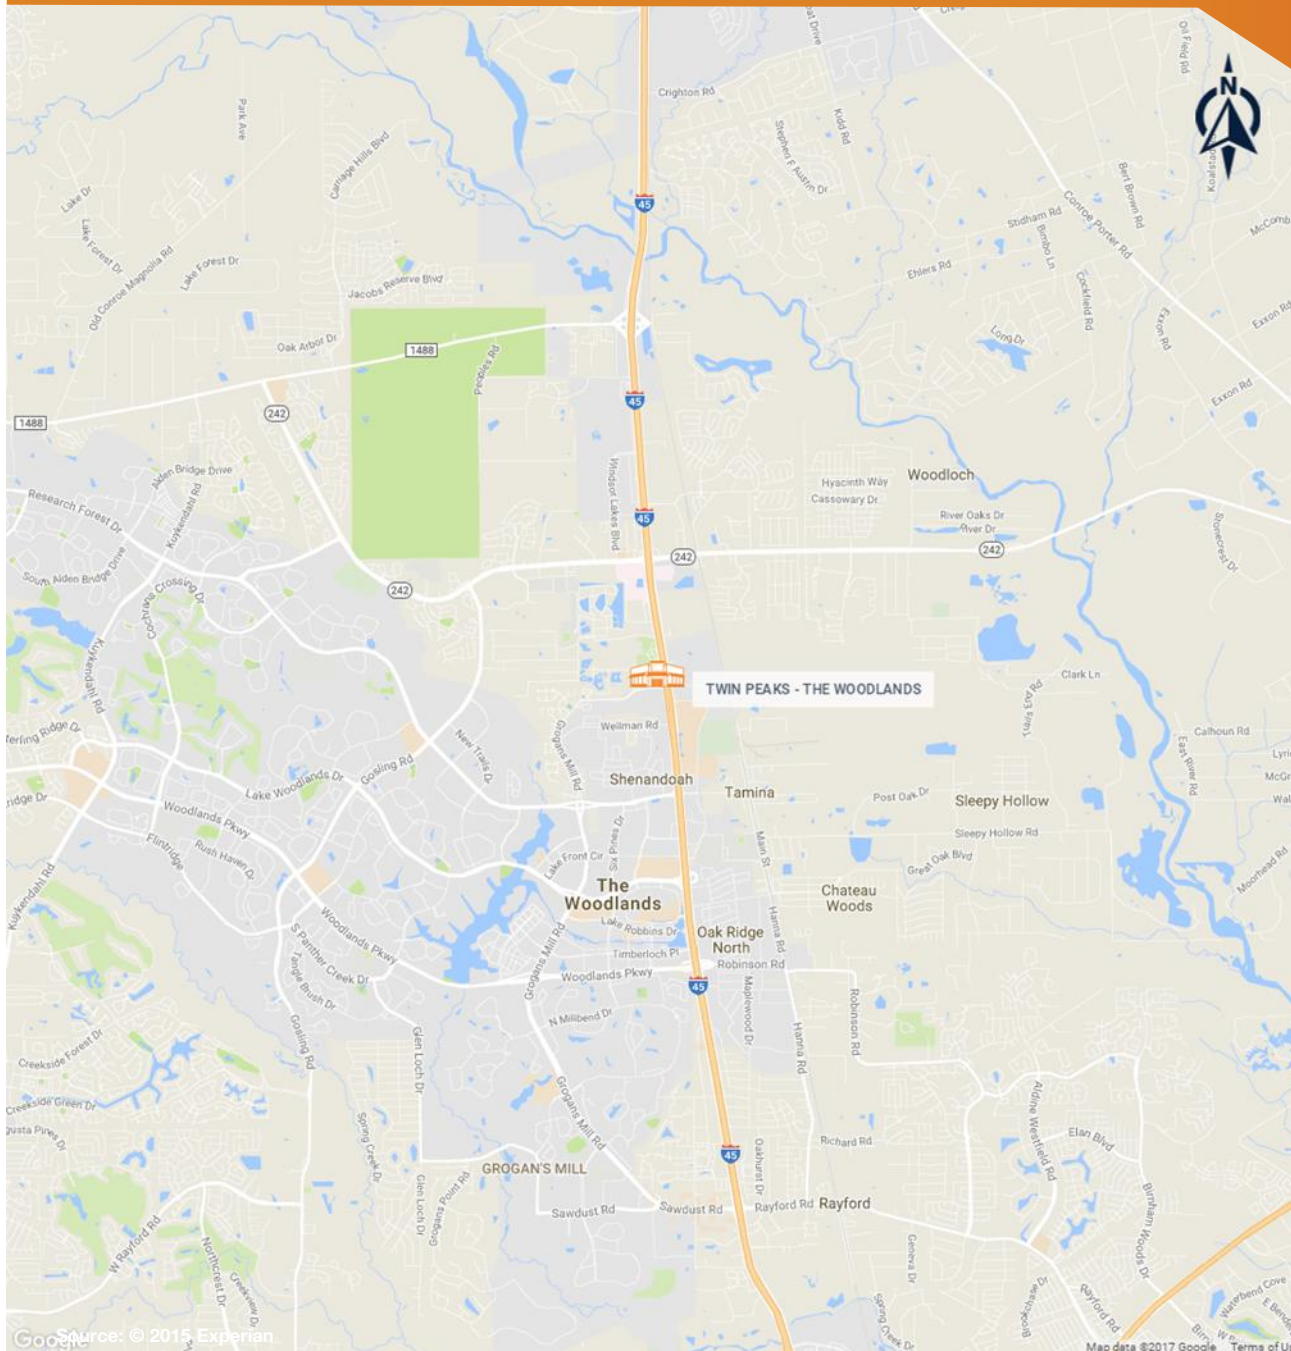 Oil Field Rd
Crighton Rd
Kidd Rd
Park Ave
Stephen F Austin Dr
Carriage Hills Blvd
N
Bert Brown Rd
Lake Dr
Conroe Porter Rd
45
Stidham Rd
McComb
Bimbo Ln
Lake Forest Dr
Lake Forest Dr
Old Conroe Magnolia Rd
Ehlers Rd
Cockfield Rd
Jacobs Reserve Blvd
Exxon Rd
Exxon Rd
Oak Arbor Dr
1488
Long Dr
Peoples Rd
Exxon Rd
45
242
1488
Alden Bridge Drive
Windsor Lakes Blvd
Woodloch
Hyacinth Way
Cassowary Dr
Research Forest Dr
Kuykendahl Rd
River Oaks Dr
River Dr
45
Stonecrest Dr
242
242
South Alden Bridge Drive
Cochrans Crossing Dr
242
Kuykendahl Rd
TWIN PEAKS - THE WOODLANDS
Clark Ln
Tours End Rd
Wellman Rd
Grogans Mill Rd
Calhoun Rd
New Trails Dr
East River Rd
Gosling Rd
Shenandoah
Lake Woodlands Dr
Tamina
Post Oak Dr
Sleepy Hollow
Woodlands Pkwy
Flintridge
Rush Haven Dr
Six Pines Dr
Main St
Sleepy Hollow Rd
Great Oak Blvd
Lake Front Cir
Moorhead Rd
Kuykendahl Rd
The
Woodlands
Chateau
Woods
Lake Robbins Dr
Oak Ridge
North
Hanna Rd
S Panther Creek Dr
Woodlands Pkwy
Timberloch Pl
Robinson Rd
Tangle Brush Dr
Grogans Mill Rd
Woodlands Pkwy
45
Maplewood Dr
Robinson Rd
N Millbend Dr
Gosling Rd
Glen Loch Dr
Hanna Rd
Creekside Forest Dr
Creekside Green Dr
Grogans Mill Rd
Aldine Westfield Rd
Spring Creek Dr
Elan Blvd
Richard Rd
45
Oakhurst Dr
GROGAN'S MILL
Glen Loch Dr
Grogans Point Rd
Birnham Woods Dr
Sawdust Rd
Sawdust Rd
Rayford Rd
Rayford
W Rayford Rd
Northcrest Dr
Creekview Dr
Geneva Dr
Rayford Rd
Spring Creek Dr
Google
Source: © 2015 Experian
Map data ©2017 Google
Terms of U